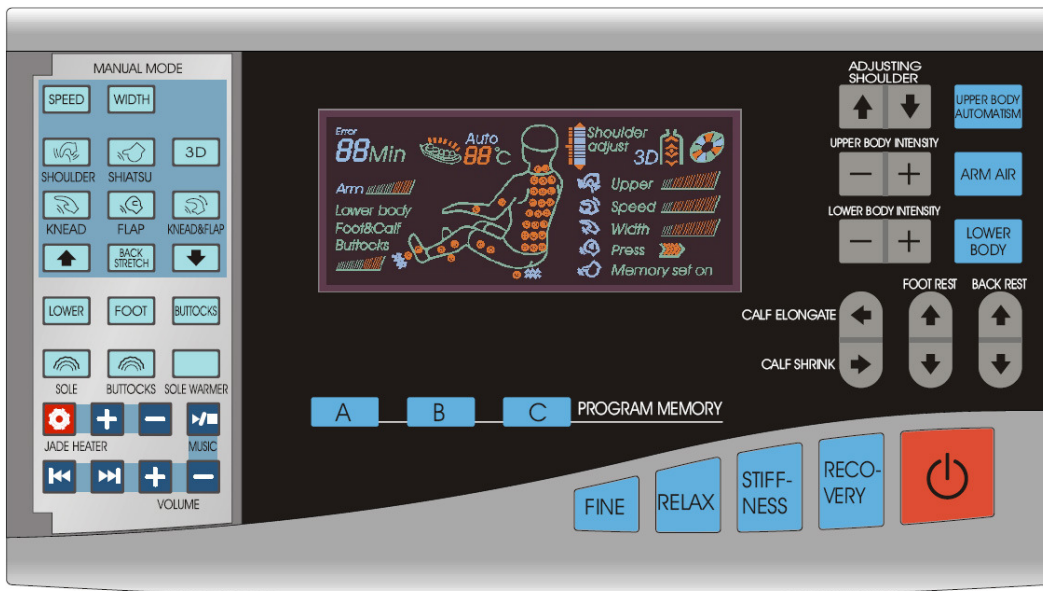 MANUAL MODE
SPEED WIDTH
3D
SHOULDER SHIATSU
KNEAD FLAP KNEAD&FLAP
BACK
STRETCH
LOWER FOOT BUTTOCKS
SOLE BUTTOCKS SOLE WARMER
JADE HEATER MUSIC
VOLUME
Error
88Min
Auto
88°C
Shoulder
adjust
3D
Arm
Lower body
Foot&Calf
Buttocks
Upper
Speed
Width
Press
Memory set on
ADJUSTING
SHOULDER
UPPER BODY
AUTOMATISM
UPPER BODY INTENSITY
ARM AIR
LOWER BODY INTENSITY
LOWER
BODY
FOOT REST BACK REST
CALF ELONGATE
CALF SHRINK
A B C PROGRAM MEMORY
FINE
RELAX
STIFF-
NESS
RECO-
VERY